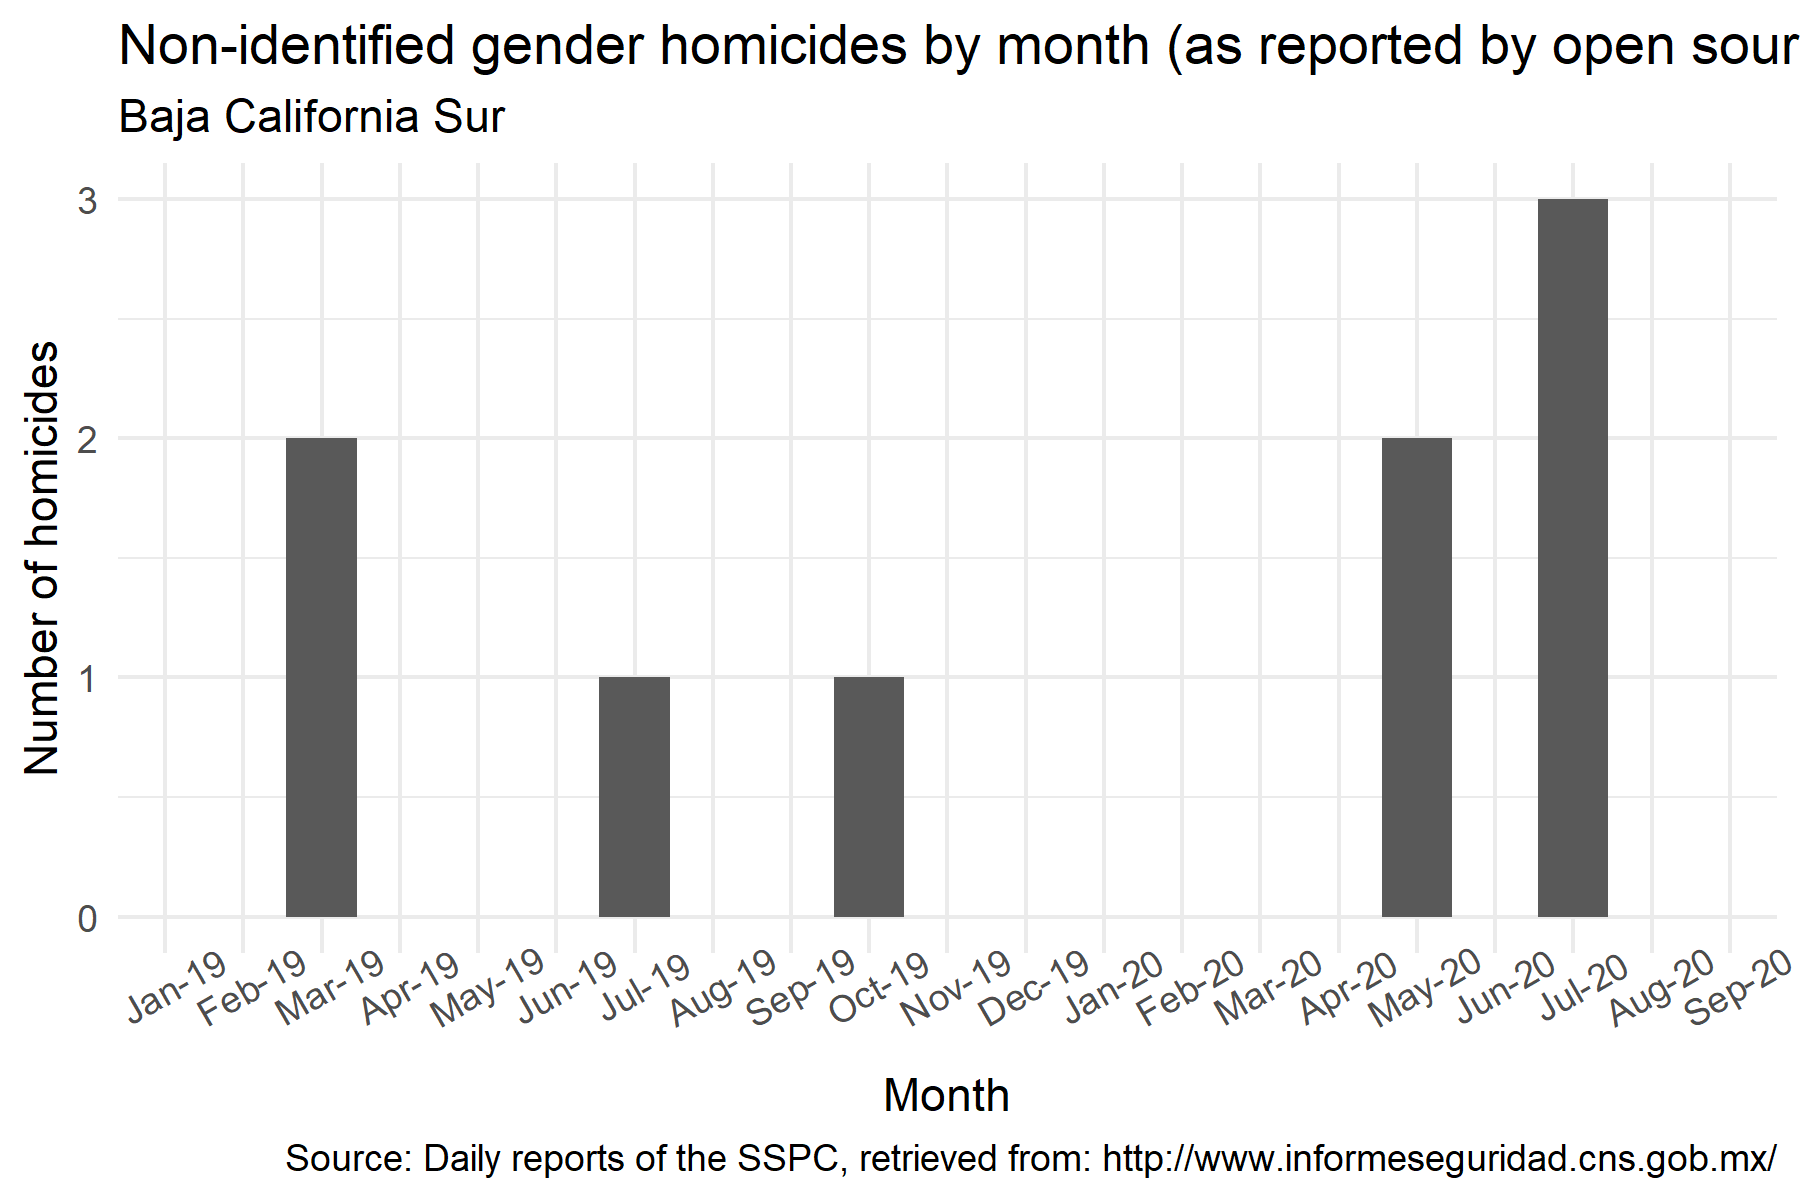 Non-identified gender homicides by month (as reported by open sour
Baja California Sur
Number of homicides
3
2
1
0
Jan-19
Feb-19
Mar-19
Apr-19
May-19
Jun-19
Jul-19
Aug-19
Sep-19
Oct-19
Nov-19
Dec-19
Jan-20
Feb-20
Mar-20
Apr-20
May-20
Jun-20
Jul-20
Aug-20
Sep-20
Month
Source: Daily reports of the SSPC, retrieved from: http://www.informeseguridad.cns.gob.mx/